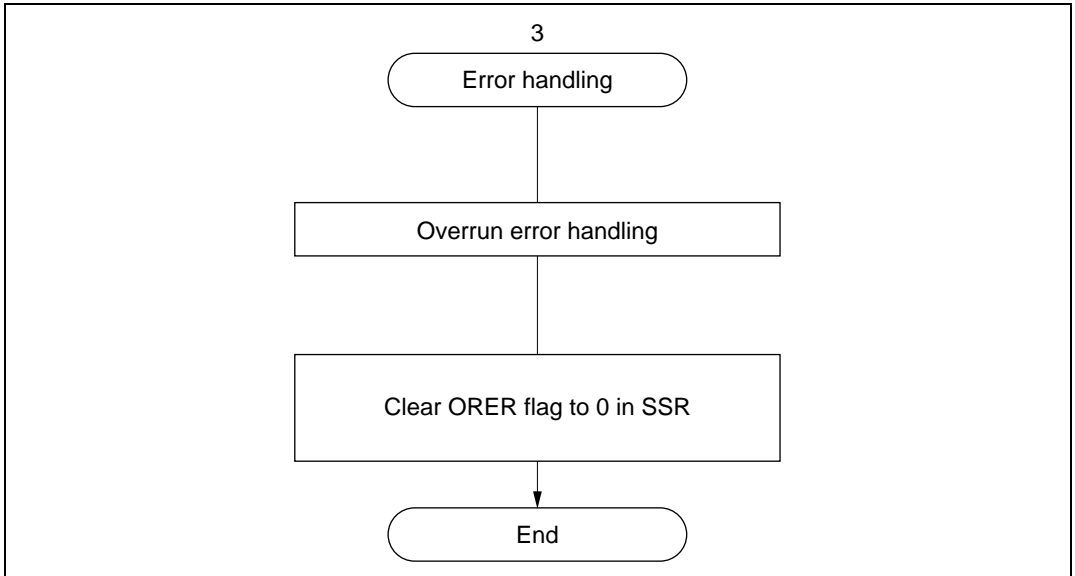 3
Error handling
Overrun error handling
Clear ORER flag to 0 in SSR
End